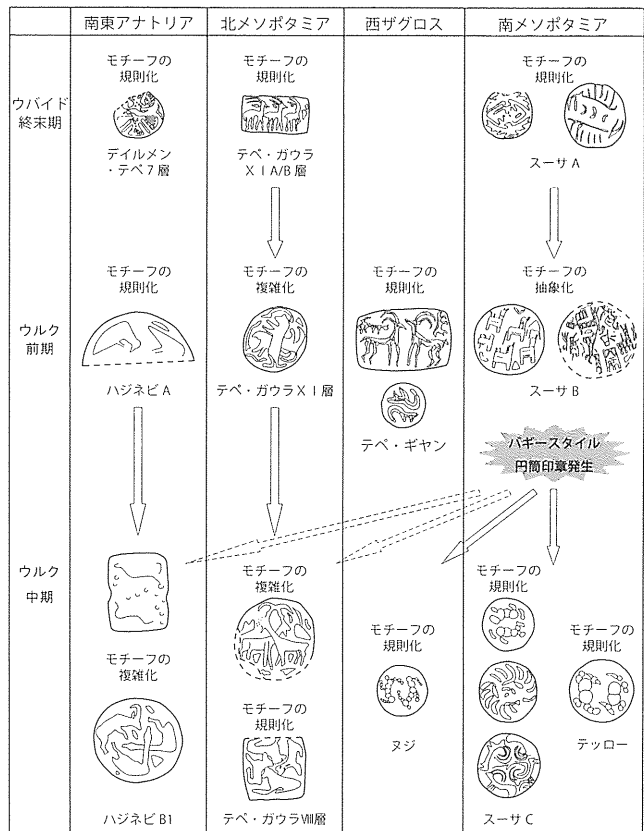 南東アナトリア
北メソポタミア
西ザグロス
南メソポタミア
ウバイド
終末期
モチーフの
規則化
デイルメン
・テペ7層
モチーフの
規則化
テペ・ガウラ
ⅩⅠA/B層
モチーフの
規則化
スーサA
ウルク
前期
モチーフの
規則化
ハジネビA
モチーフの
複雑化
テペ・ガウラⅩⅠ層
モチーフの
規則化
テペ・ギヤン
モチーフの
抽象化
スーサB
バギースタイル
円筒印章発生
ウルク
中期
モチーフの
複雑化
ハジネビB1
モチーフの
複雑化
モチーフの
規則化
テペ・ガウラⅧ層
モチーフの
規則化
ヌジ
モチーフの
規則化
スーサC
モチーフの
規則化
テッロー